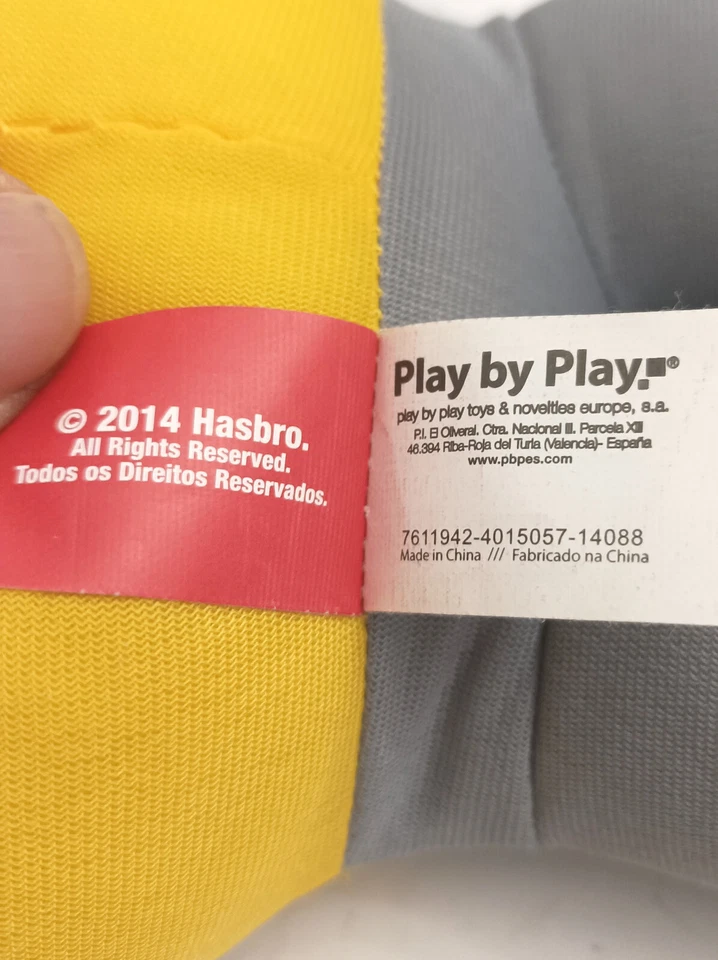 © 2014 Hasbro.
All Rights Reserved.
Todos os Direitos Reservados.
Play by Play.®
play by play toys & novelties europe, s.a.
P.I. El Oliveral. Ctra. Nacional III. Parcela XIII
46.394 Riba-Roja del Turia (Valencia)- España
www.pbpes.com
7611942-4015057-14088
Made in China /// Fabricado na China